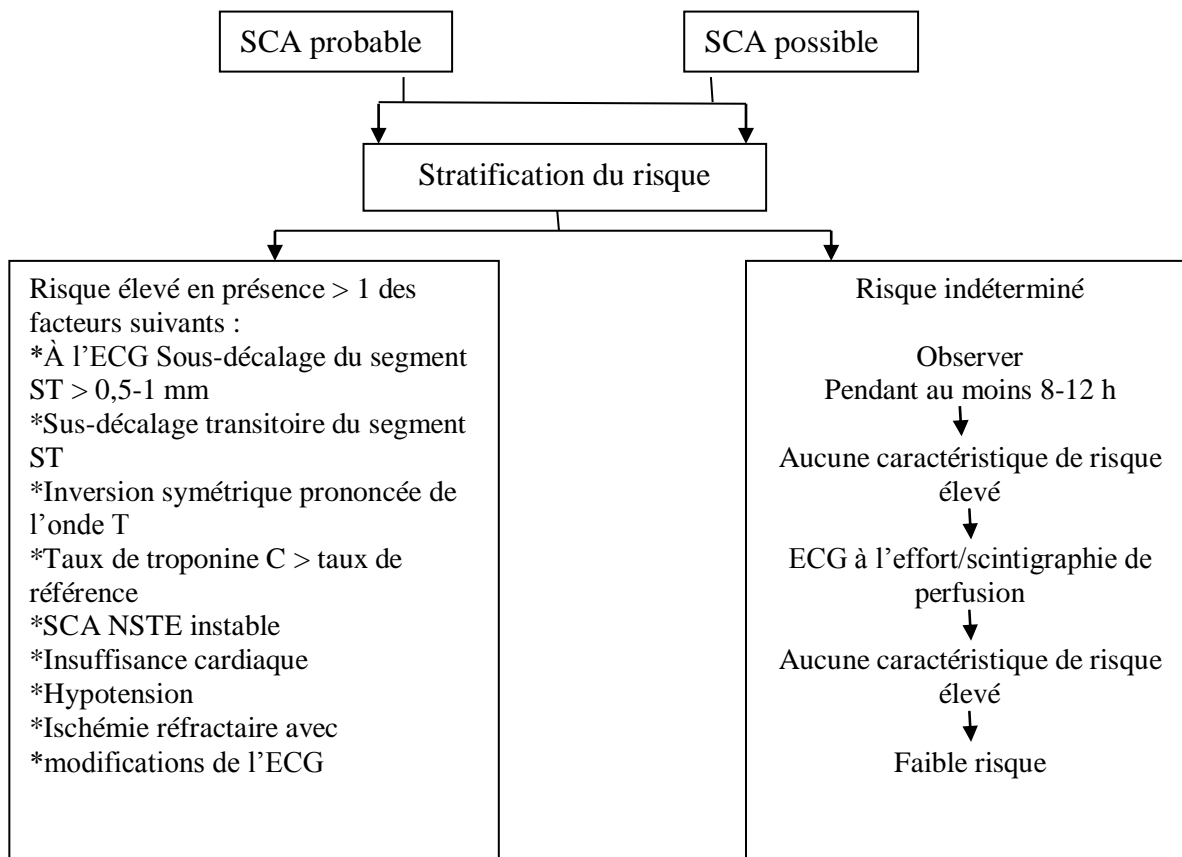 SCA probable
SCA possible
Stratification du risque
Risque élevé en présence > 1 des
facteurs suivants :
*À l’ECG Sous-décalage du segment
ST > 0,5-1 mm
*Sus-décalage transitoire du segment
ST
*Inversion symétrique prononcée de
l’onde T
*Taux de troponine C > taux de
référence
*SCA NSTE instable
*Insuffisance cardiaque
*Hypotension
*Ischémie réfractaire avec
*modifications de l’ECG
Risque indéterminé
Observer
Pendant au moins 8-12 h
Aucune caractéristique de risque
élevé
ECG à l’effort/scintigraphie de
perfusion
Aucune caractéristique de risque
élevé
Faible risque